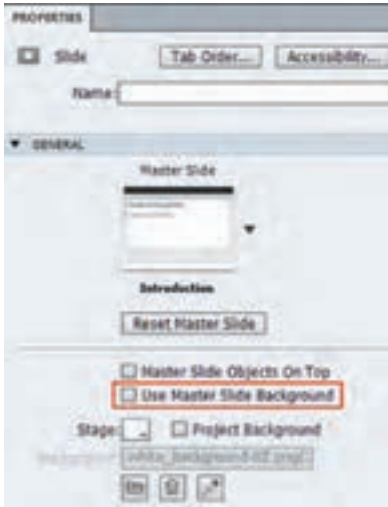 PROPERTIES
Slide Tab Order... Accessibility...
Name:
GENERAL
Master Slide
Introduction
Reset Master Slide
Master Slide Objects On Top
Use Master Slide Background
Stage: Project Background